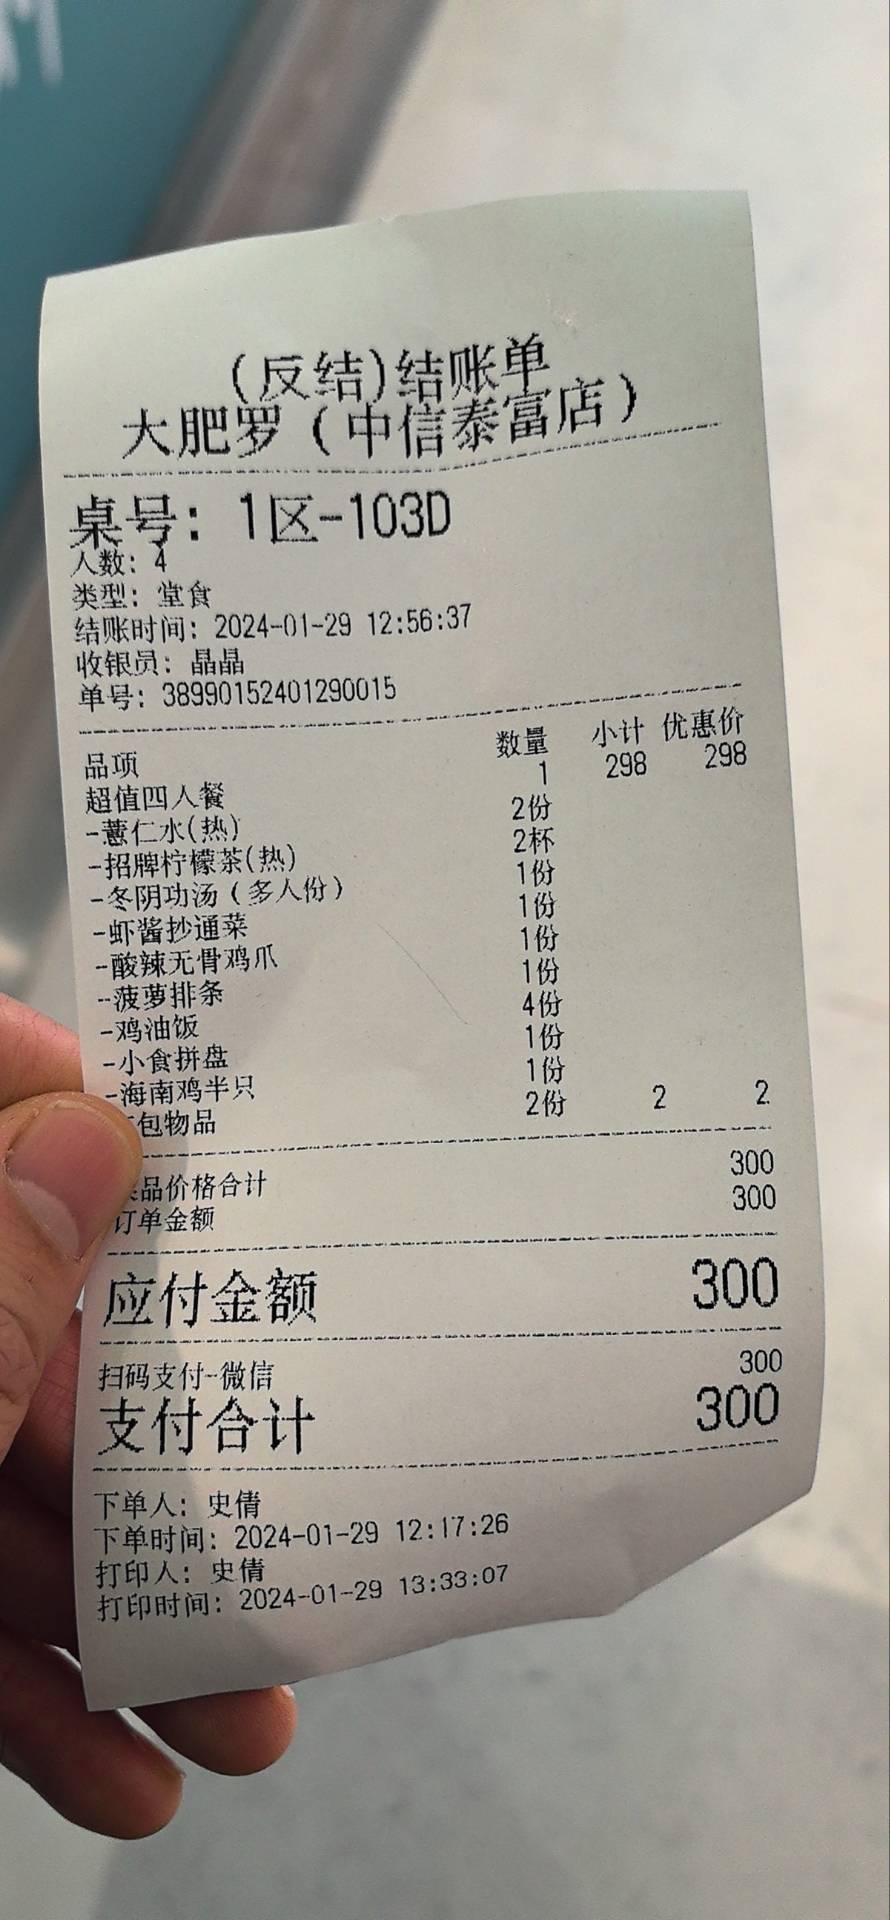 (反结)结账单
大肥罗(中信泰富店)
桌号: 1区-103D
人数: 4
类型: 堂食
结账时间: 2024-01-29 12:56:37
收银员: 晶晶
单号: 38990152401290015
品项 数量 小计 优惠价
超值四人餐 1 298 298
-薏仁水(热) 2份
-招牌柠檬茶(热) 2杯
-冬阴功汤(多人份) 1份
-虾酱抄通菜 1份
-酸辣无骨鸡爪 1份
-菠萝排条 1份
-鸡油饭 4份
-小食拼盘 1份
-海南鸡半只 1份
包物品 2份 2 2
品价格合计 300
订单金额 300
应付金额 300
扫码支付-微信 300
支付合计 300
下单人: 史倩
下单时间: 2024-01-29 12:17:26
打印人: 史倩
打印时间: 2024-01-29 13:33:07